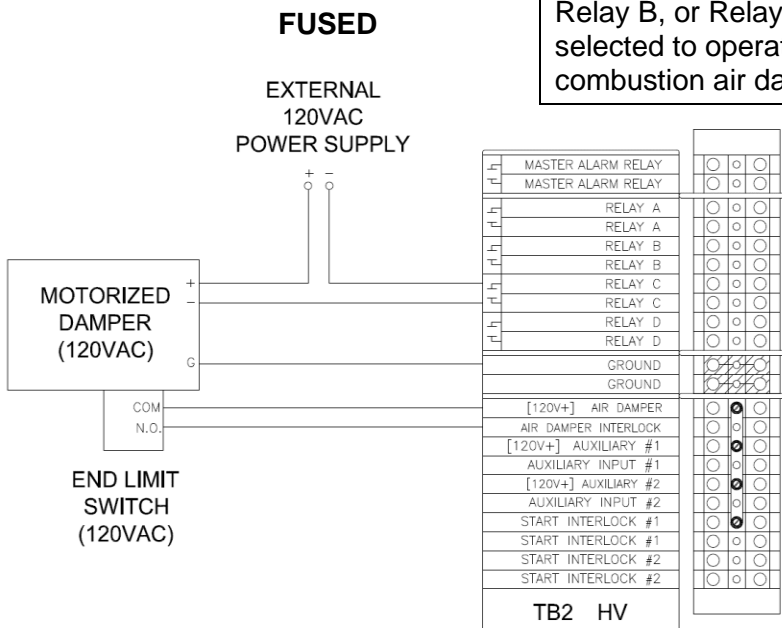 FUSED
Relay B, or Relay
selected to operat
combustion air da
EXTERNAL
120VAC
POWER SUPPLY
+ -
MOTORIZED
DAMPER
(120VAC)
+
-
G
COM
N.O.
END LIMIT
SWITCH
(120VAC)
MASTER ALARM RELAY
MASTER ALARM RELAY
RELAY A
RELAY A
RELAY B
RELAY B
RELAY C
RELAY C
RELAY D
RELAY D
GROUND
GROUND
[120V+] AIR DAMPER
AIR DAMPER INTERLOCK
[120V+] AUXILIARY #1
AUXILIARY INPUT #1
[120V+] AUXILIARY #2
AUXILIARY INPUT #2
START INTERLOCK #1
START INTERLOCK #1
START INTERLOCK #2
START INTERLOCK #2
TB2 HV